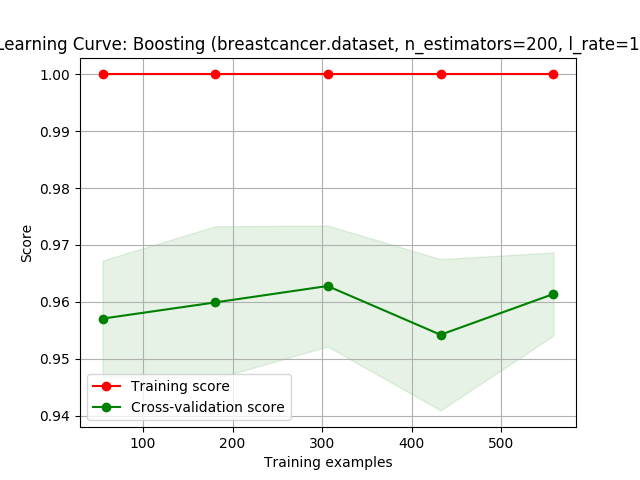 Learning Curve: Boosting (breastcancer.dataset, n_estimators=200, l_rate=1
1.00
0.99
0.98
0.97
0.96
0.95
0.94
Score
Training score
Cross-validation score
100
200
300
400
500
Training examples